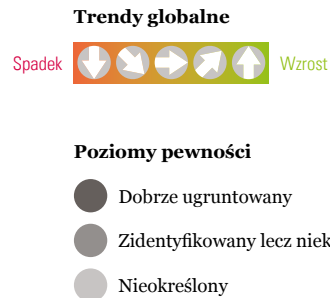 Trendy globalne
Spadek Wzrost
Poziomy pewności
Dobrze ugruntowany
Zidentyfikowany lecz niek
Nieokreślony